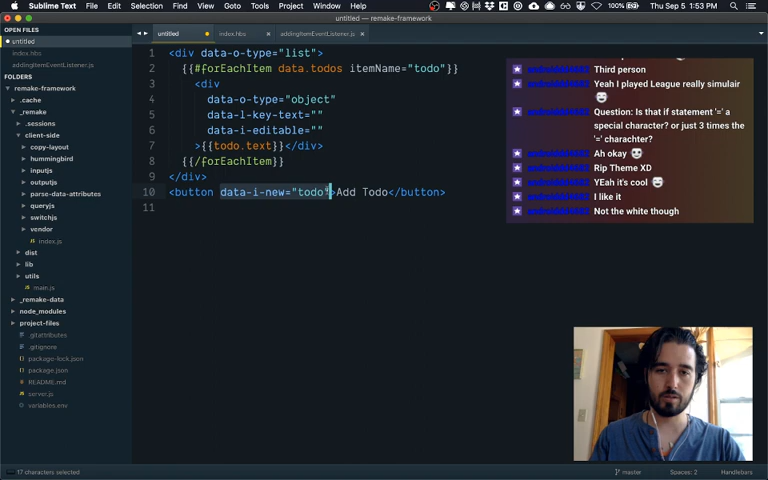 Sublime Text File Edit Selection Find View Goto Tools Project Window Help 100% Thu Sep 5 1:53 PM
untitled — remake-framework
OPEN FILES
untitled
index.hbs
addingItemEventListener.js
FOLDERS
remake-framework
.cache
_remake
.sessions
client-side
copy-layout
hummingbird
inputjs
outputjs
parse-data-attributes
queryjs
switchjs
vendor
index.js
dist
lib
utils
main.js
_remake-data
node_modules
project-files
.gitattributes
.gitignore
package-lock.json
package.json
README.md
server.js
variables.env
untitled index.hbs addingItemEventListener.js
1 <div data-o-type="list">
2 {{#forEachItem data.todos itemName="todo"}}
3 <div
4 data-o-type="object"
5 data-l-key-text=""
6 data-i-editable=""
7 >{{todo.text}}</div>
8 {{/forEachItem}}
9 </div>
10 <button data-i-new="todo">Add Todo</button>
11
Third person
Yeah I played League really simulair
Question: Is that if statement '=' a
special character? or just 3 times the
'=' charachter?
Ah okay
Rip Theme XD
YEah it's cool
I like it
Not the white though
17 characters selected
master Spaces: 2 Handlebars